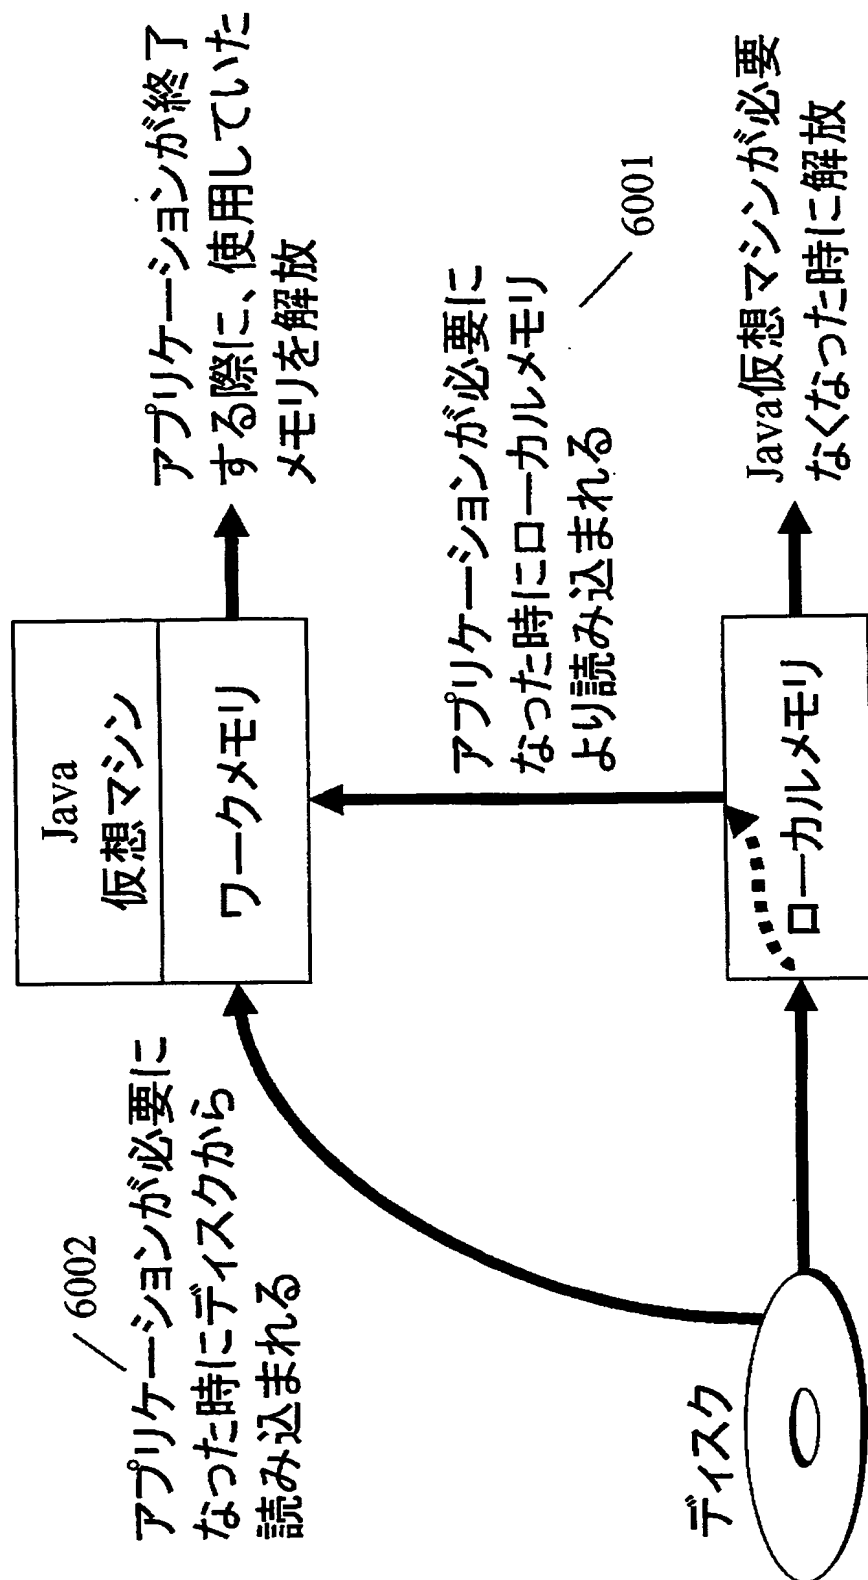 6002
アプリケーションが必要に
なった時にディスクから
読み込まれる
Java
仮想マシン
ワークメモリ
アプリケーションが終了
する際に、使用していた
メモリを解放
アプリケーションが必要に
なった時にローカルメモリ
より読み込まれる
6001
ディスク
ローカルメモリ
Java仮想マシンが必要
なくなった時に解放